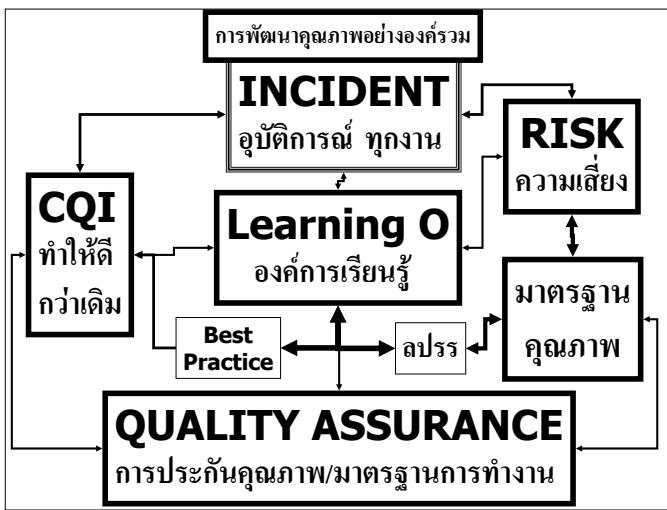 การพัฒนาคุณภาพอย่างองค์รวม
INCIDENT
อุบัติการณ์ ทุกงาน
RISK
ความเสี่ยง
CQI
ทำให้ดี
กว่าเดิม
Learning O
องค์การเรียนรู้
มาตรฐาน
คุณภาพ
Best
Practice
ลปรร
QUALITY ASSURANCE
การประกันคุณภาพ/มาตรฐานการทำงาน